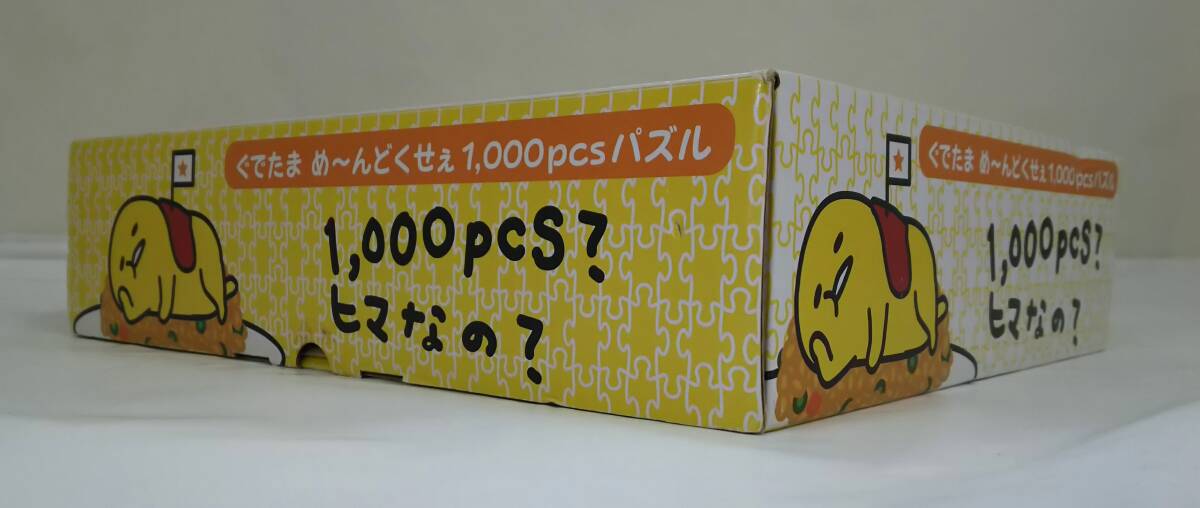 ぐでたま め〜んどくせぇ 1,000pcsパズル
1,000pcS?
ヒマなの?
ぐでたま め〜んどくせぇ 1,000pcsパズル
1,000pcS?
ヒマなの?